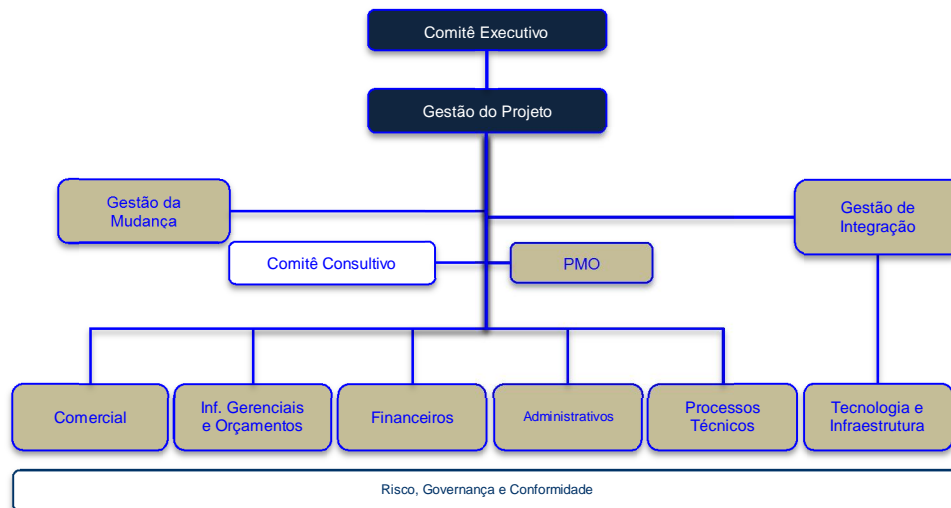 Comitê Executivo
Gestão do Projeto
Gestão da
Mudança
Gestão de
Integração
Comitê Consultivo
PMO
Comercial
Inf. Gerenciais
e Orçamentos
Financeiros
Administrativos
Processos
Técnicos
Tecnologia e
Infraestrutura
Risco, Governança e Conformidade